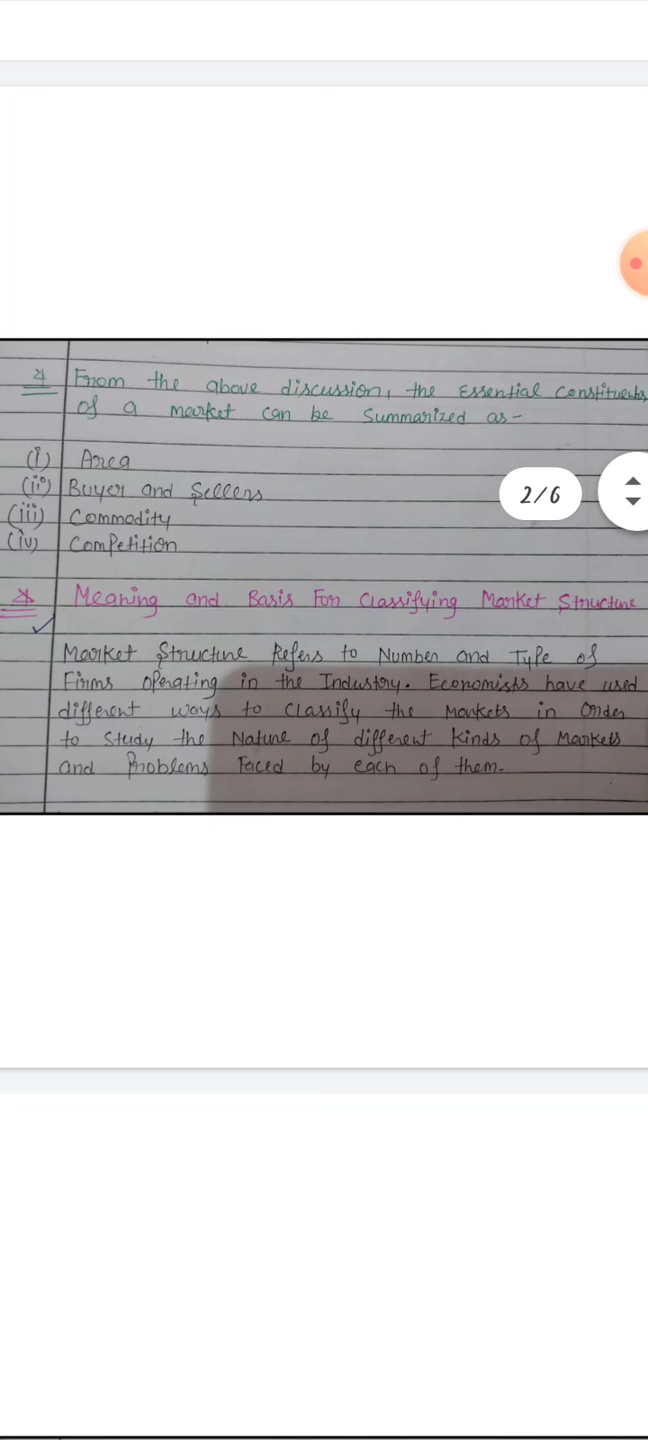 * From the above discussion, the Essential Constituents
of a market can be Summarized as-
(i) Area
(ii) Buyer and Sellers
2/6
(iii) Commodity
(iv) Competition
* Meaning and Basis For Classifying Market Structure
Market Structure Refers to Number and Type of
Firms operating in the Industory. Economists have used
different ways to classify the Markets in Order
to Study the Nature of different Kinds of Markets
and Problems Faced by each of them.